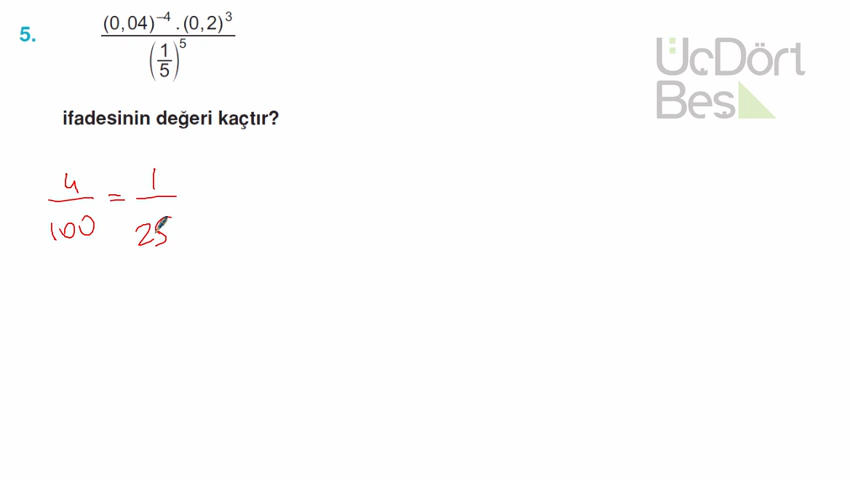 5. (0,04)⁻⁴ . (0,2)³
(1/5)⁵
ifadesinin değeri kaçtır?
4/100 = 1/25
ÜçDört
Beş